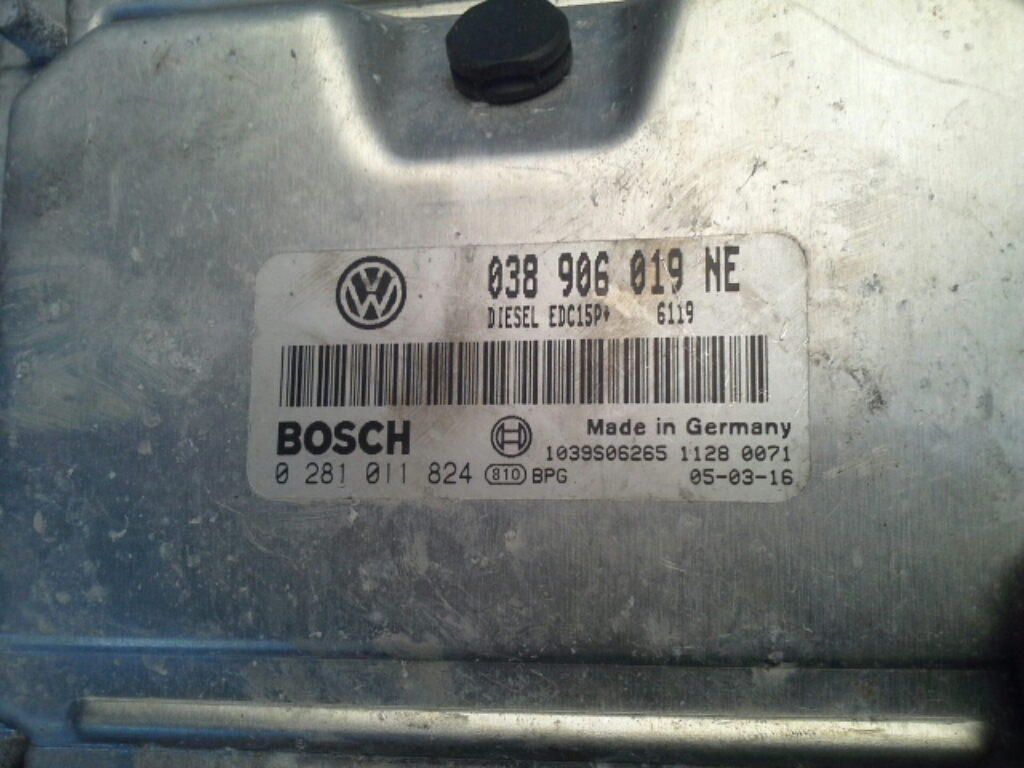 038 906 019 NE
DIESEL EDC15P+ 6119
BOSCH
Made in Germany
1039S06265 1128 0071
0 281 011 824 810 BPG 05-03-16